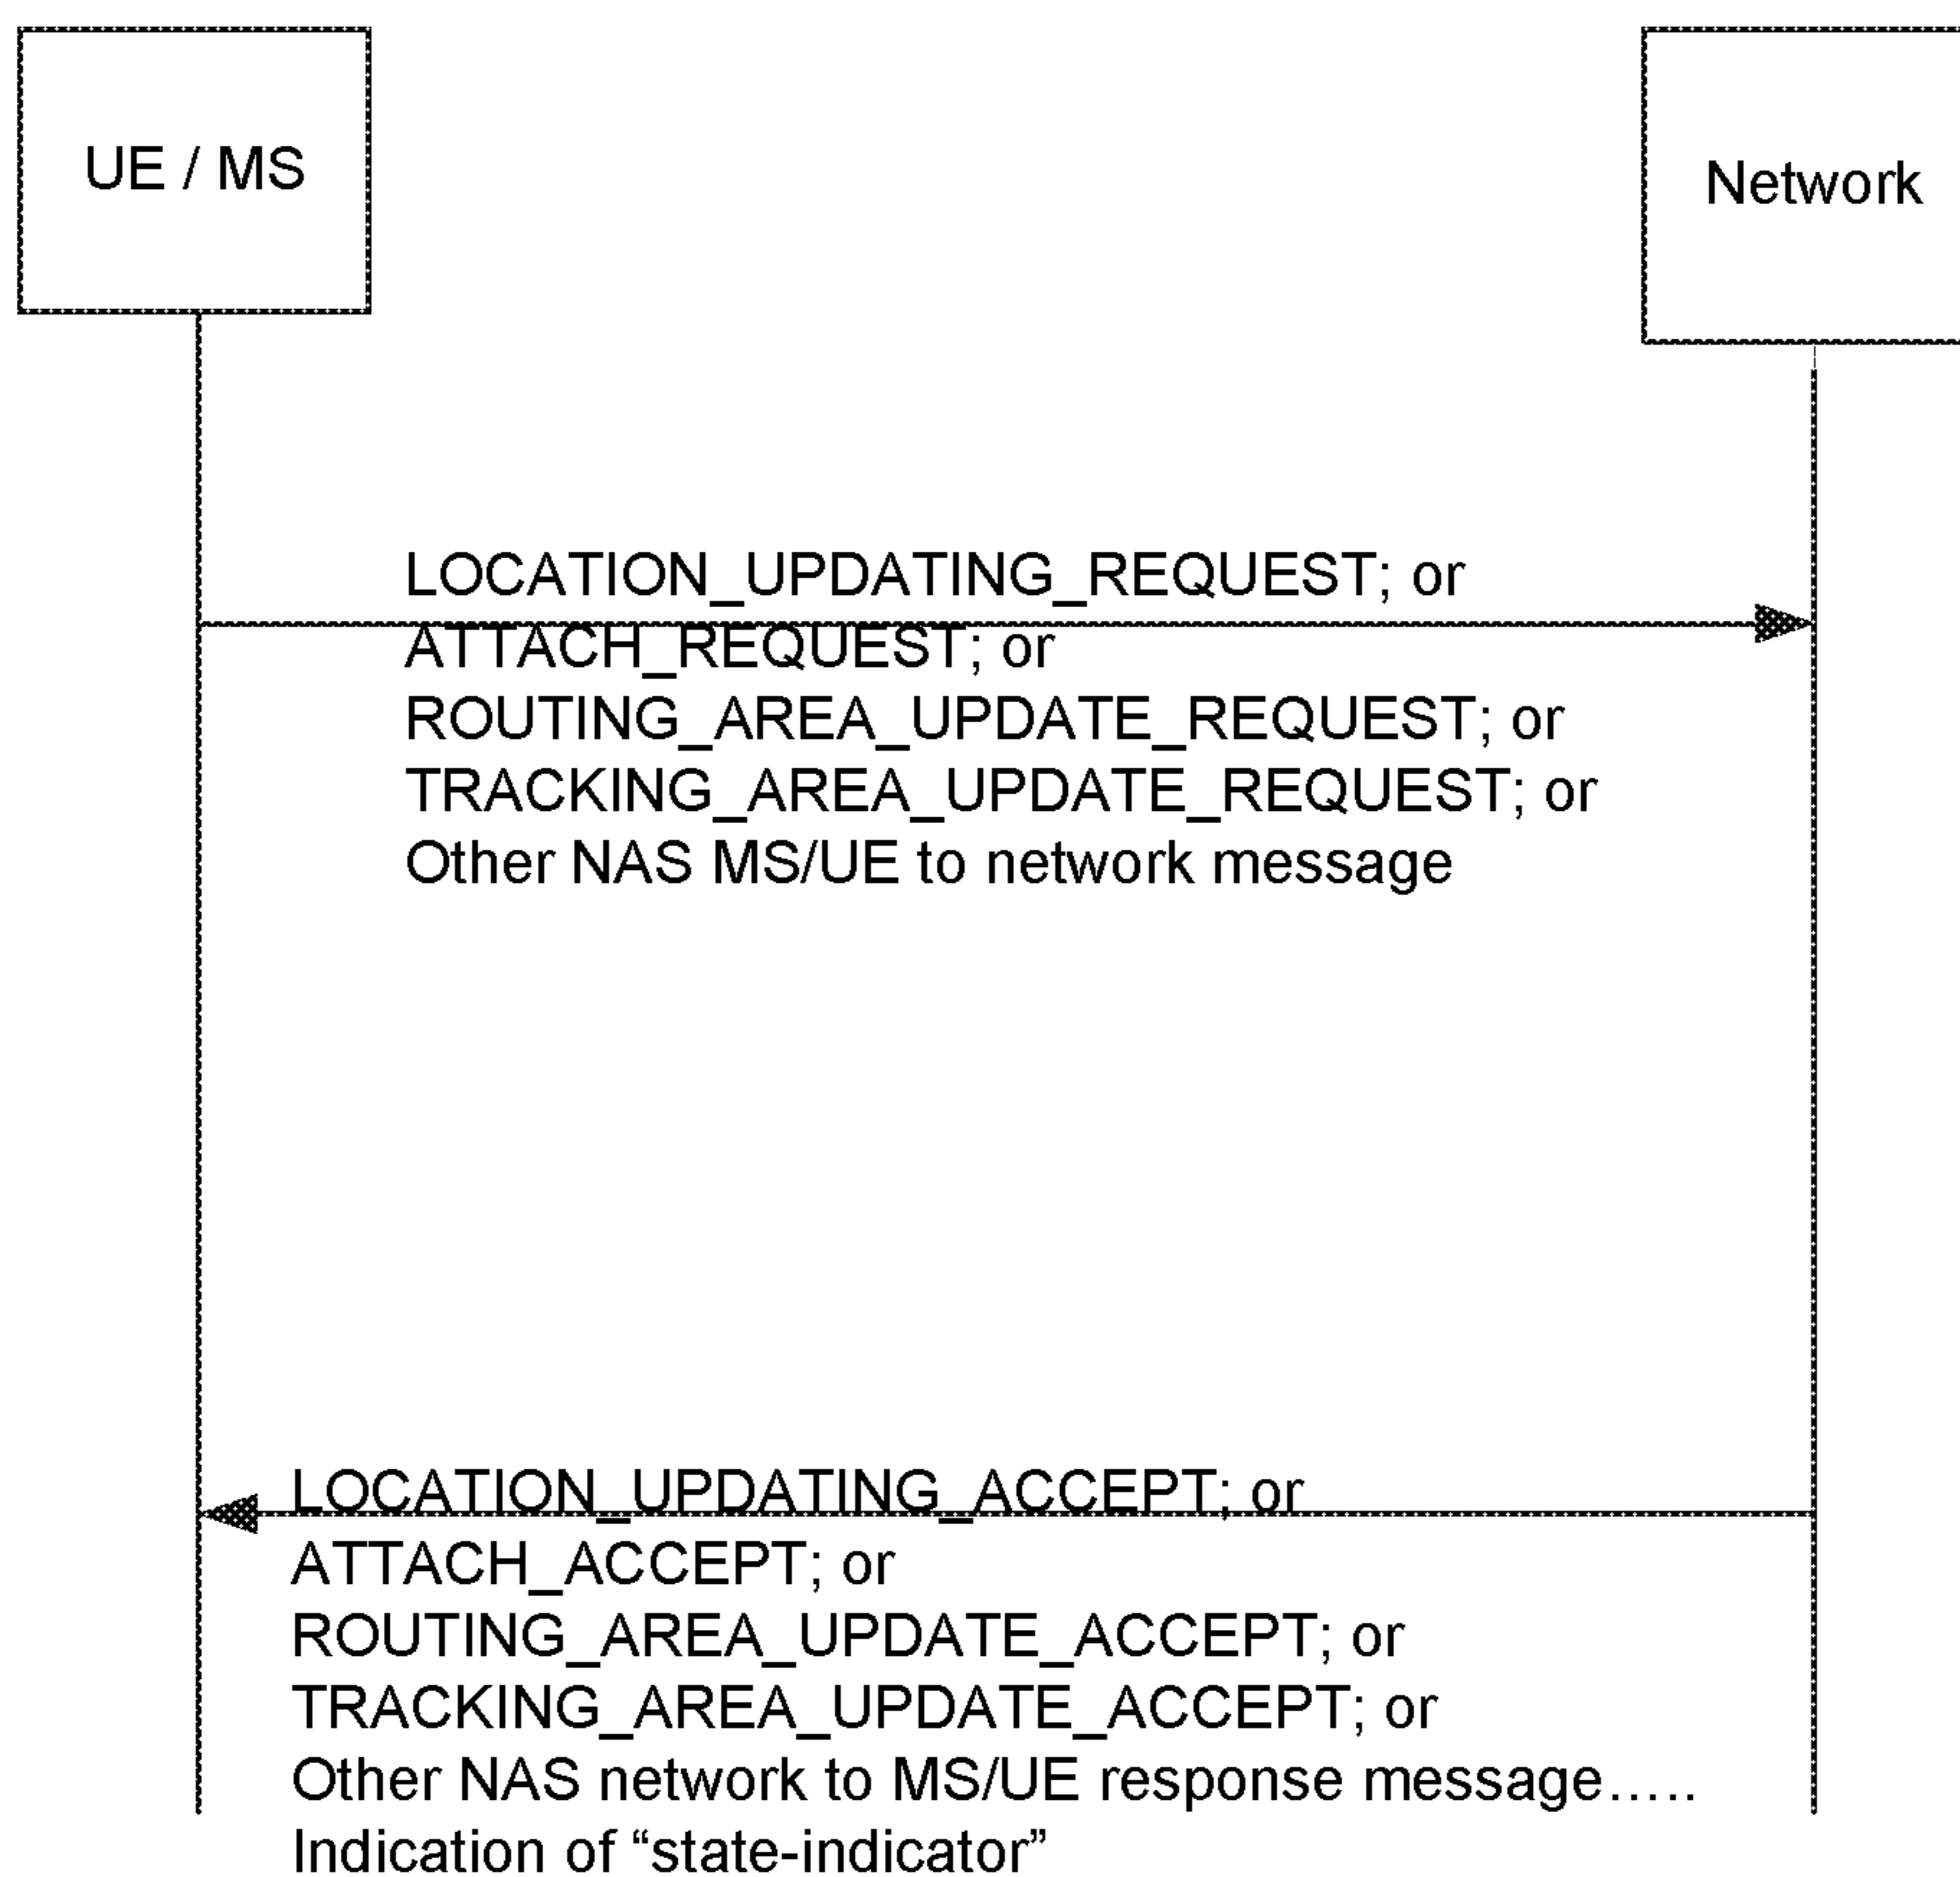 UE / MS
Network
LOCATION_UPDATING_REQUEST; or
ATTACH_REQUEST; or
ROUTING_AREA_UPDATE_REQUEST; or
TRACKING_AREA_UPDATE_REQUEST; or
Other NAS MS/UE to network message
LOCATION_UPDATING_ACCEPT; or
ATTACH_ACCEPT; or
ROUTING_AREA_UPDATE_ACCEPT; or
TRACKING_AREA_UPDATE_ACCEPT; or
Other NAS network to MS/UE response message.....
Indication of “state-indicator”